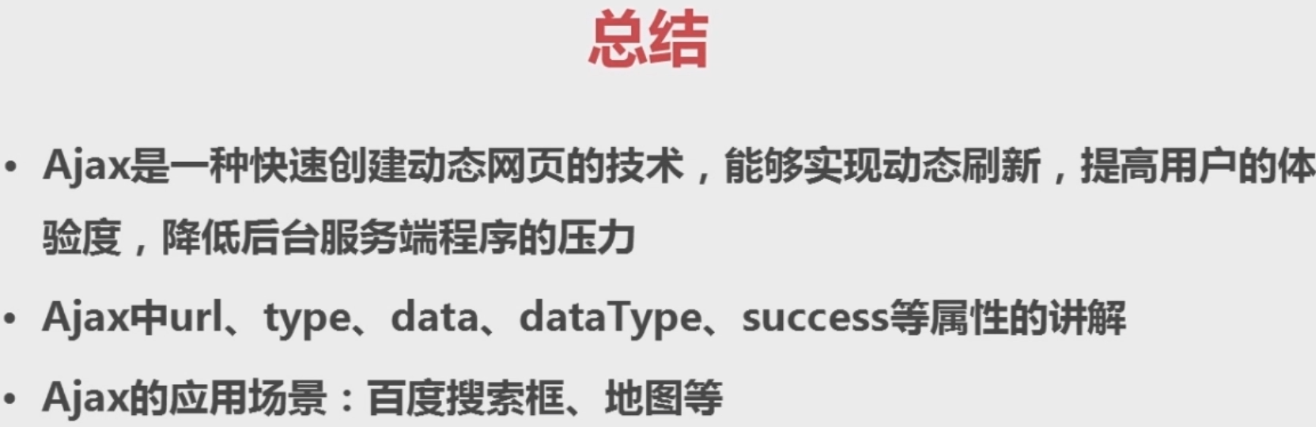 总结
• Ajax是一种快速创建动态网页的技术，能够实现动态刷新，提高用户的体
验度，降低后台服务端程序的压力
• Ajax中url、type、data、dataType、success等属性的讲解
• Ajax的应用场景：百度搜索框、地图等